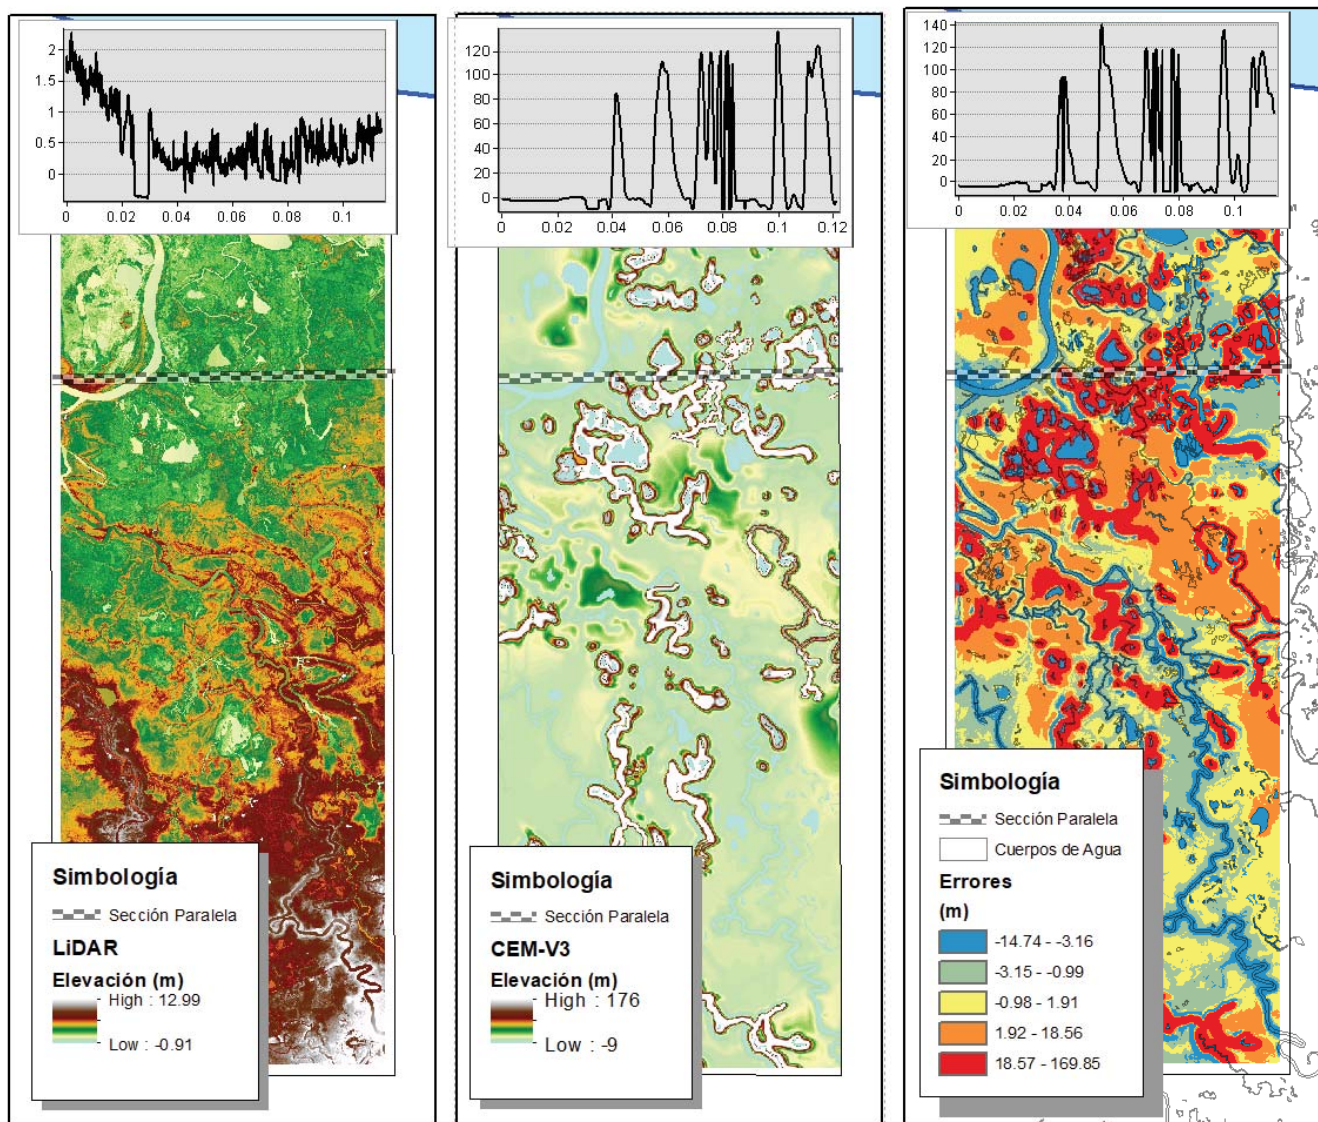 2
1.5
1
0.5
0
0 0.02 0.04 0.06 0.08 0.1
Simbología
Sección Paralela
LiDAR
Elevación (m)
High : 12.99
Low : -0.91
120
100
80
60
40
20
0
0 0.02 0.04 0.06 0.08 0.10 0.12
Simbología
Sección Paralela
CEM-V3
Elevación (m)
High : 176
Low : -9
140
120
100
80
60
40
20
0
0 0.02 0.04 0.06 0.08 0.1
Simbología
Sección Paralela
Cuerpos de Agua
Errores
(m)
-14.74 - -3.16
-3.15 - -0.99
-0.98 - 1.91
1.92 - 18.56
18.57 - 169.85